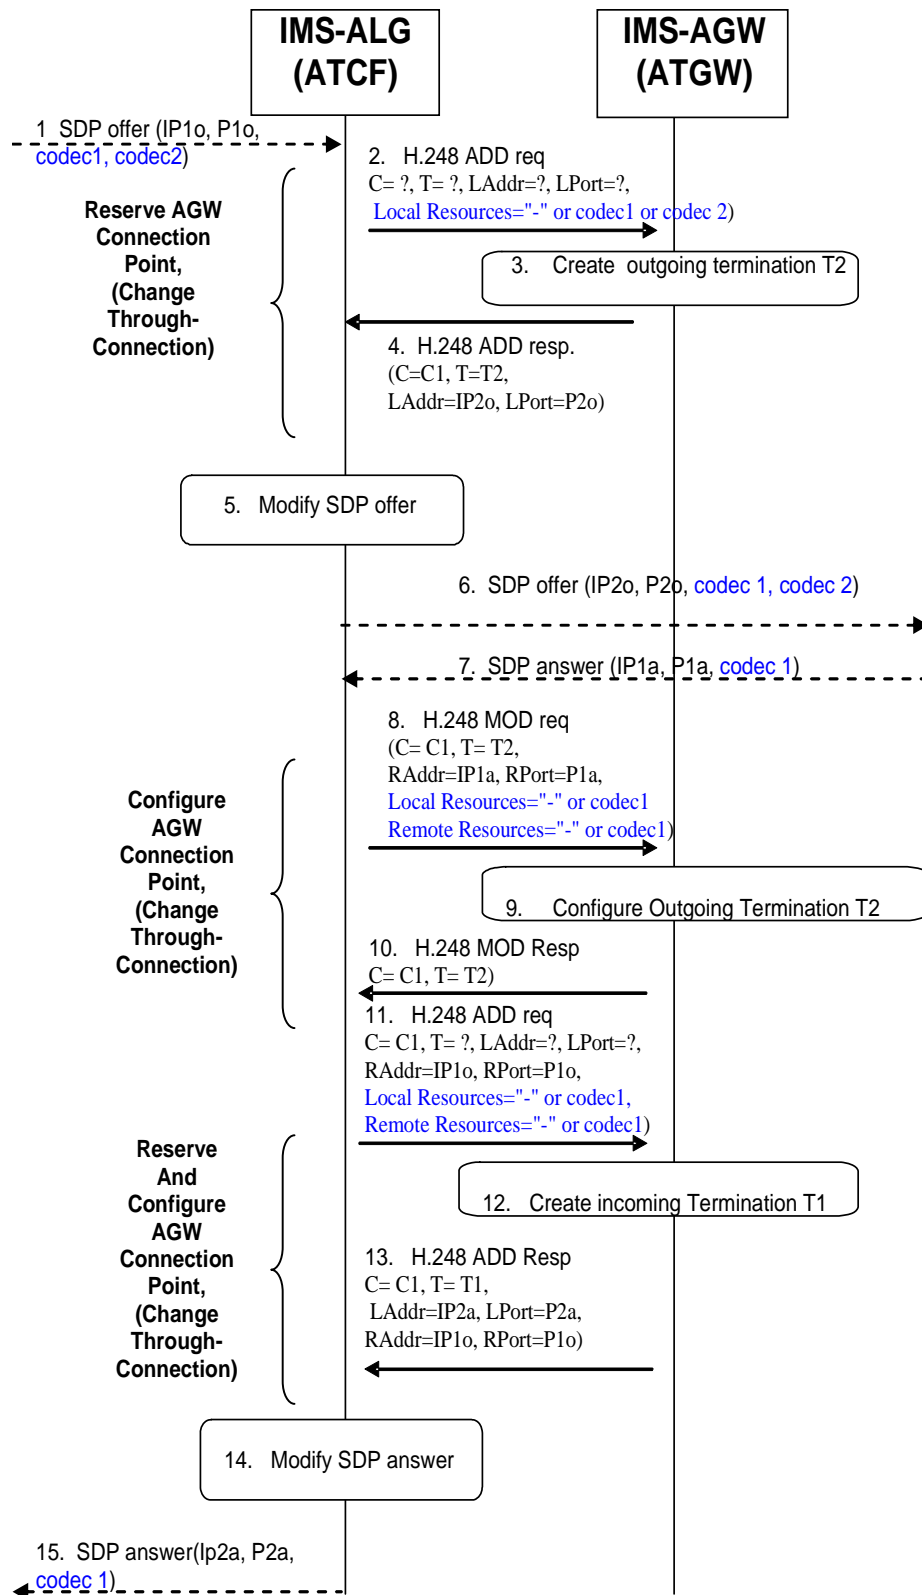 IMS-ALG
(ATCF)
IMS-AGW
(ATGW)
1  SDP offer (IP1o, P1o,
codec1, codec2)
2.   H.248 ADD req
C= ?, T= ?, LAddr=?, LPort=?,
Local Resources="-" or codec1 or codec 2)
Reserve AGW
Connection
Point,
(Change
Through-
Connection)
3.    Create  outgoing termination T2
4.  H.248 ADD resp.
(C=C1, T=T2,
LAddr=IP2o, LPort=P2o)
5.   Modify SDP offer
6.  SDP offer (IP2o, P2o, codec 1, codec 2)
7.  SDP answer (IP1a, P1a, codec 1)
8.   H.248 MOD req
(C= C1, T= T2,
RAddr=IP1a, RPort=P1a,
Local Resources="-" or codec1
Remote Resources="-" or codec1)
Configure
AGW
Connection
Point,
(Change
Through-
Connection)
9.     Configure Outgoing Termination T2
10.   H.248 MOD Resp
C= C1, T= T2)
11.   H.248 ADD req
C= C1, T= ?, LAddr=?, LPort=?,
RAddr=IP1o, RPort=P1o,
Local Resources="-" or codec1,
Remote Resources="-" or codec1)
Reserve
And
Configure
AGW
Connection
Point,
(Change
Through-
Connection)
12.   Create incoming Termination T1
13.   H.248 ADD Resp
C= C1, T= T1,
LAddr=IP2a, LPort=P2a,
RAddr=IP1o, RPort=P1o)
14.   Modify SDP answer
15.  SDP answer(Ip2a, P2a,
codec 1)